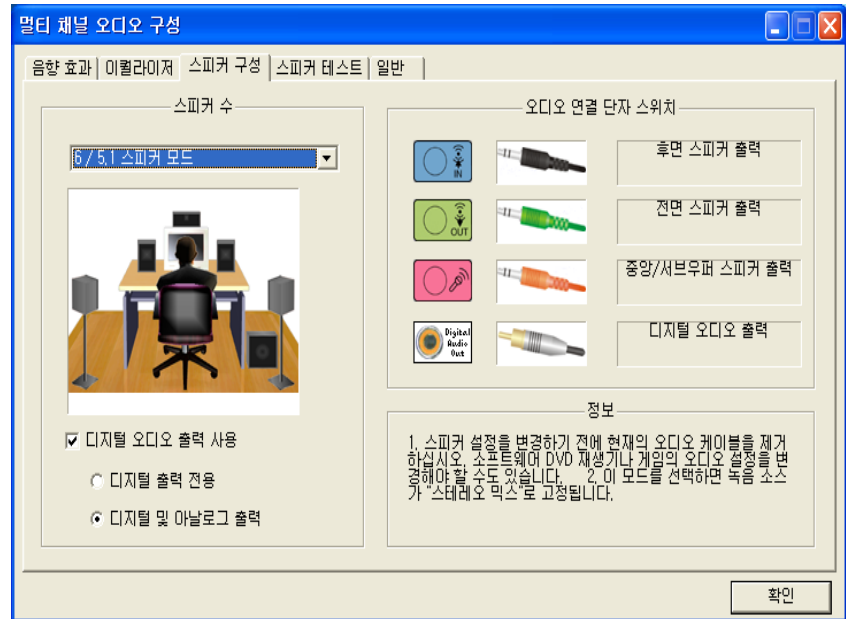 멀티 채널 오디오 구성
음향 효과
이퀄라이저
스피커 구성
스피커 테스트
일반
스피커 수
6 / 5.1 스피커 모드
디지털 오디오 출력 사용
디지털 출력 전용
디지털 및 아날로그 출력
오디오 연결 단자 스위치
IN
후면 스피커 출력
OUT
전면 스피커 출력
중앙/서브우퍼 스피커 출력
Digital
Audio
Out
디지털 오디오 출력
정보
1. 스피커 설정을 변경하기 전에 현재의 오디오 케이블을 제거
하십시오. 소프트웨어 DVD 재생기나 게임의 오디오 설정을 변
경해야 할 수도 있습니다. 2. 이 모드를 선택하면 녹음 소스
가 "스테레오 믹스"로 고정됩니다.
확인